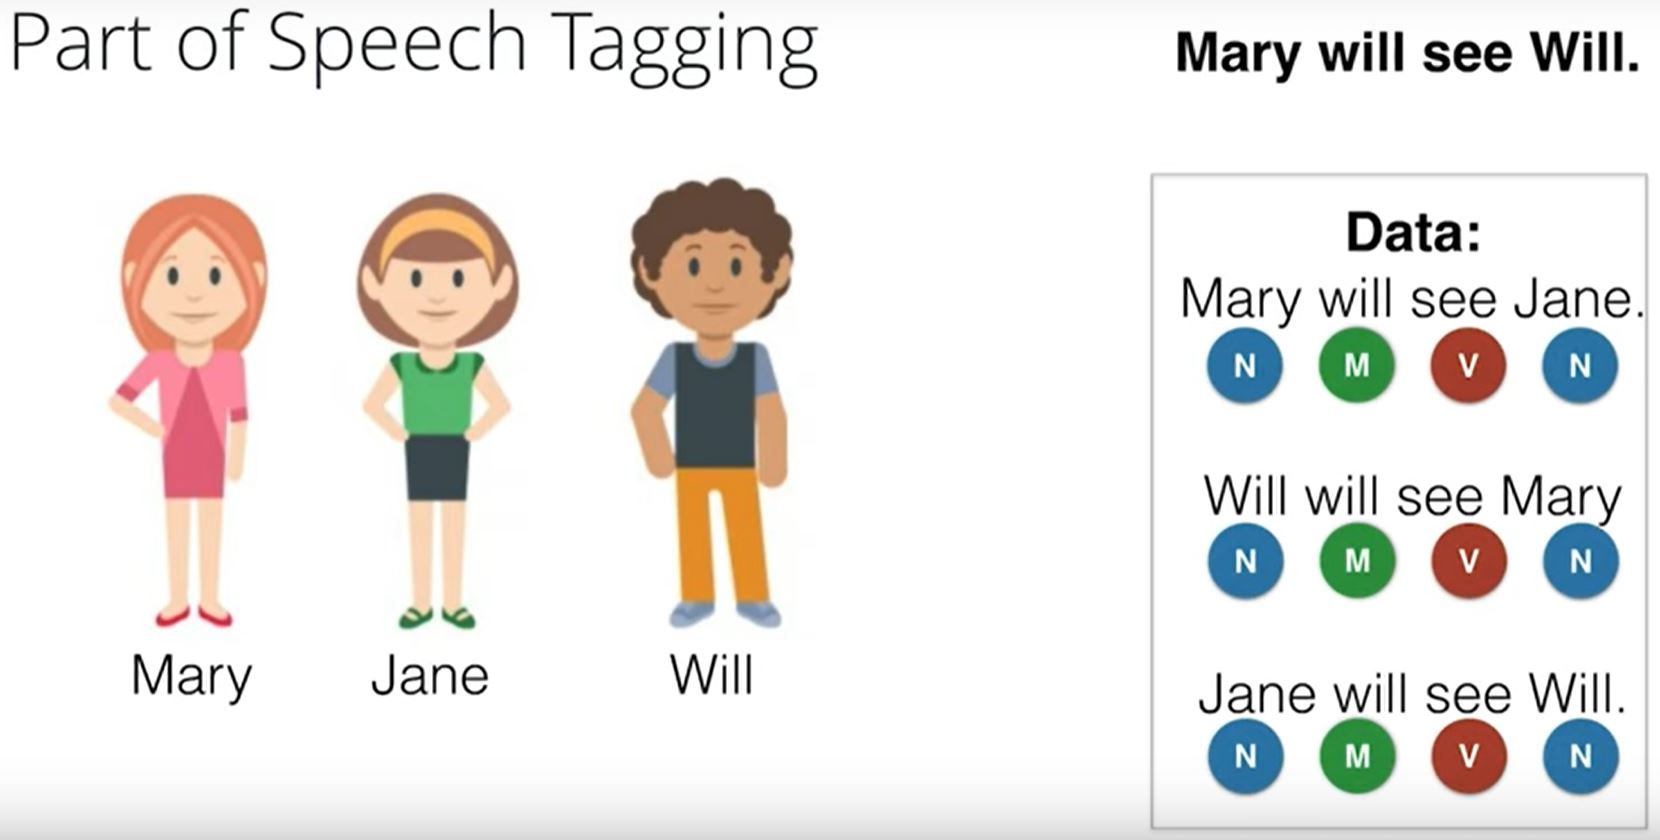 Part of Speech Tagging
Mary will see Will.
Mary
Jane
Will
Data:
Mary will see Jane.
N M V N
Will will see Mary
N M V N
Jane will see Will.
N M V N